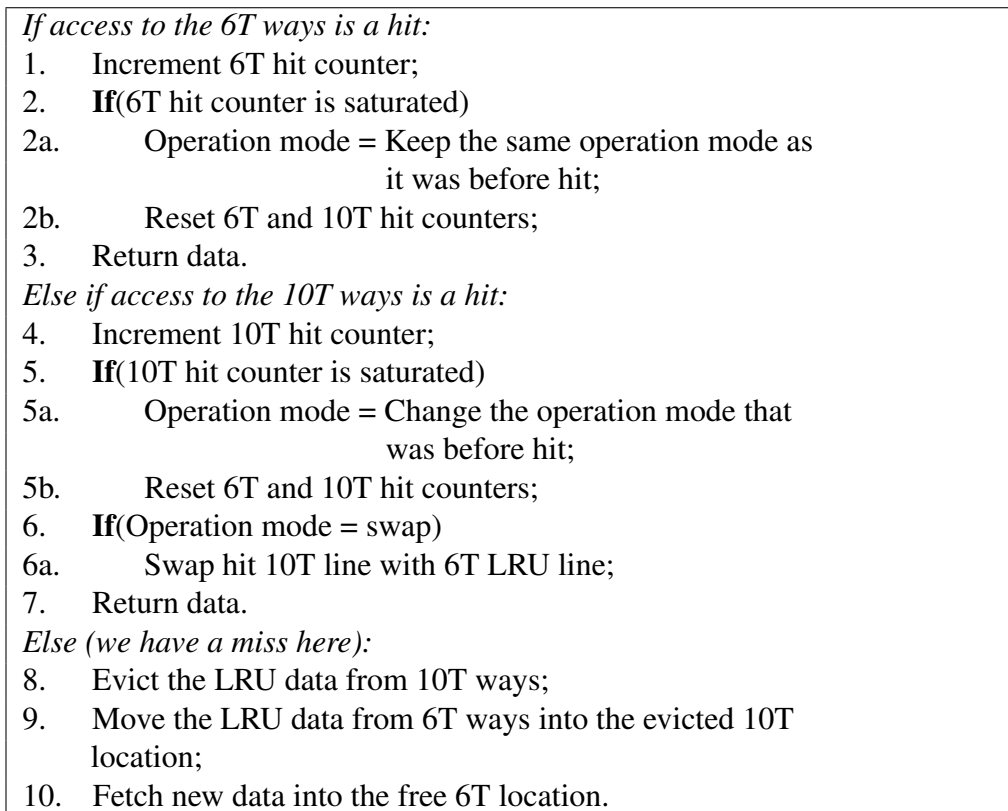 If access to the 6T ways is a hit:
1. Increment 6T hit counter;
2. If(6T hit counter is saturated)
2a. Operation mode = Keep the same operation mode as
it was before hit;
2b. Reset 6T and 10T hit counters;
3. Return data.
Else if access to the 10T ways is a hit:
4. Increment 10T hit counter;
5. If(10T hit counter is saturated)
5a. Operation mode = Change the operation mode that
was before hit;
5b. Reset 6T and 10T hit counters;
6. If(Operation mode = swap)
6a. Swap hit 10T line with 6T LRU line;
7. Return data.
Else (we have a miss here):
8. Evict the LRU data from 10T ways;
9. Move the LRU data from 6T ways into the evicted 10T
location;
10. Fetch new data into the free 6T location.